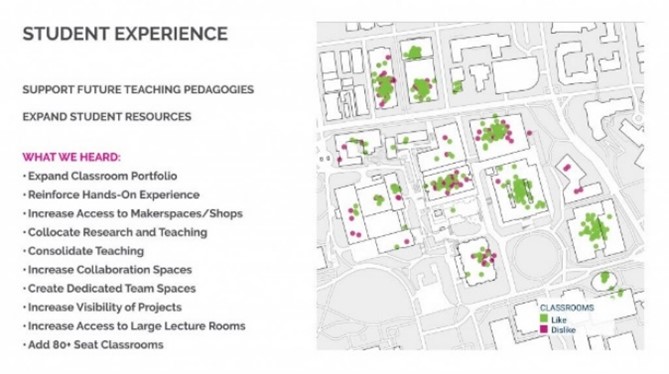 STUDENT EXPERIENCE
SUPPORT FUTURE TEACHING PEDAGOGIES
EXPAND STUDENT RESOURCES
WHAT WE HEARD:
• Expand Classroom Portfolio
• Reinforce Hands-On Experience
• Increase Access to Makerspaces/Shops
• Collocate Research and Teaching
• Consolidate Teaching
• Increase Collaboration Spaces
• Create Dedicated Team Spaces
• Increase Visibility of Projects
• Increase Access to Large Lecture Rooms
• Add 80+ Seat Classrooms
CLASSROOMS
Like
Dislike